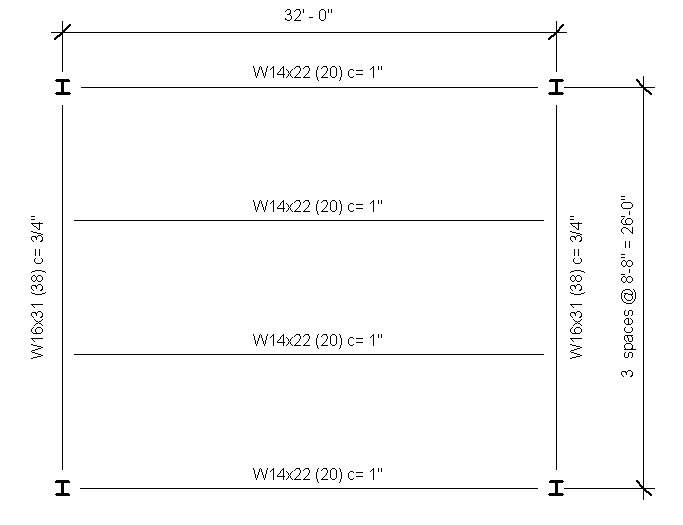 32' - 0"
W14x22 (20) c= 1"
W14x22 (20) c= 1"
W16x31 (38) c= 3/4"
W16x31 (38) c= 3/4"
3 spaces @ 8'-8" = 26'-0"
W14x22 (20) c= 1"
W14x22 (20) c= 1"